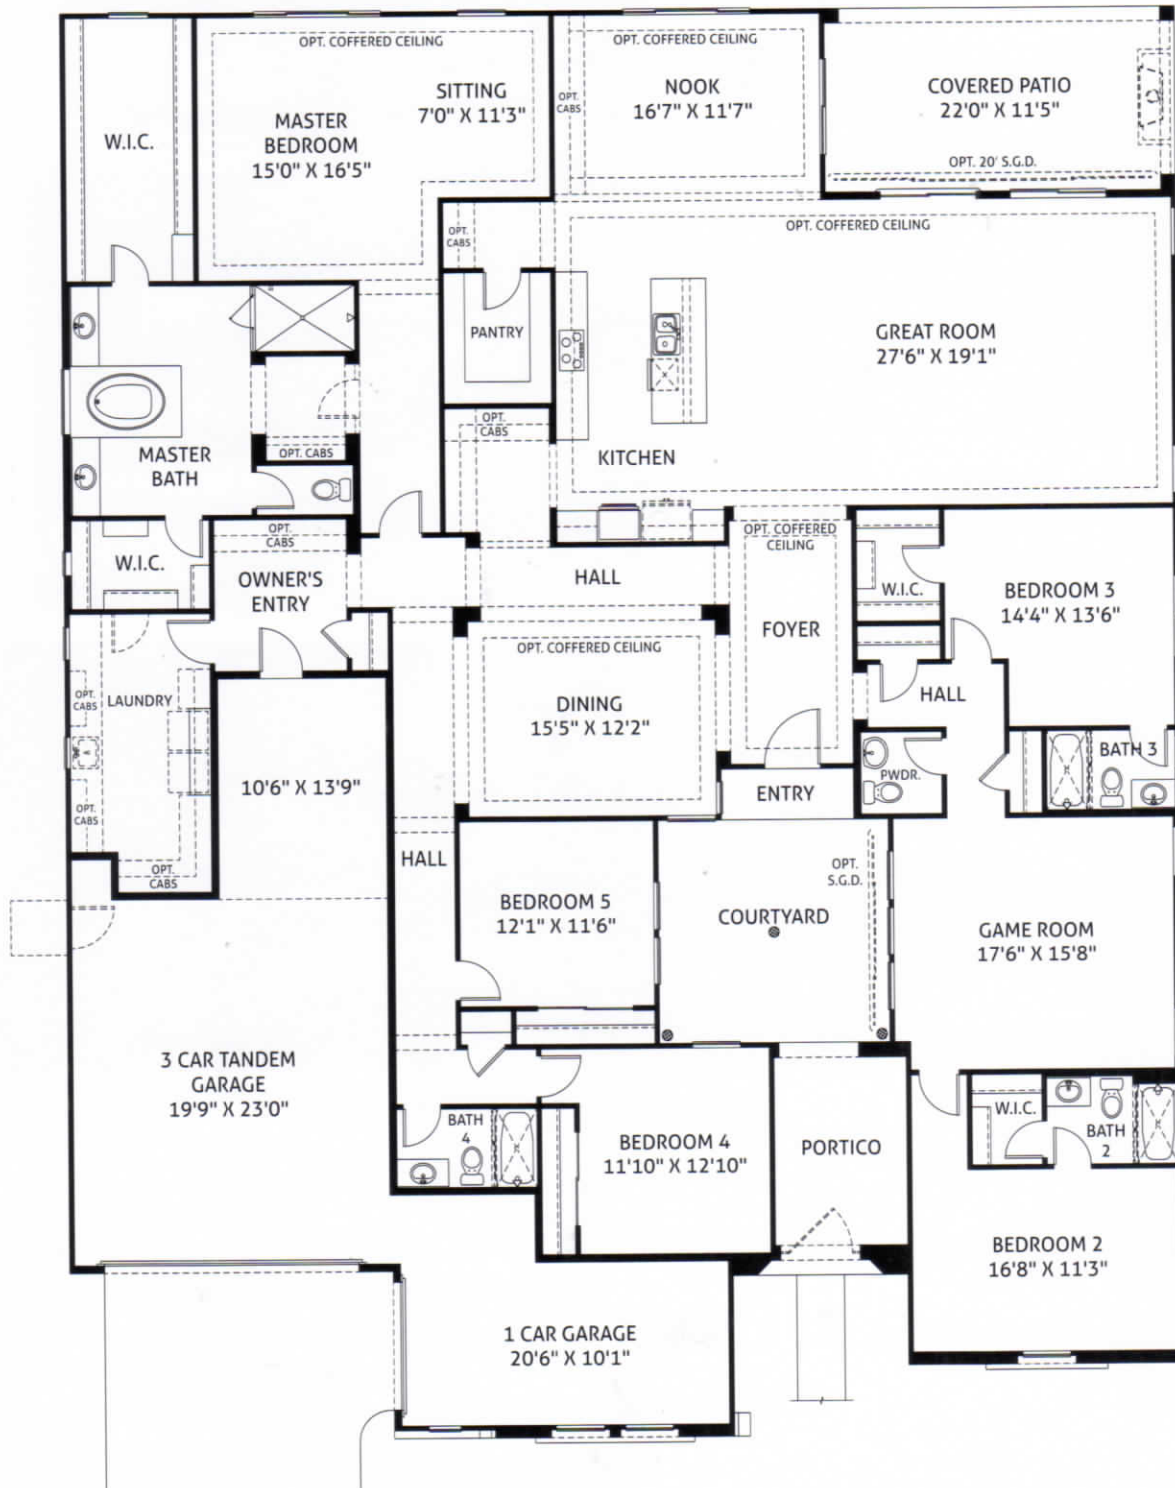 OPT. COFFERED CEILING
SITTING
7'0" X 11'3"
MASTER
BEDROOM
15'0" X 16'5"
W.I.C.
OPT. COFFERED CEILING
NOOK
16'7" X 11'7"
OPT.
CABS
COVERED PATIO
22'0" X 11'5"
OPT. 20' S.G.D.
OPT. COFFERED CEILING
OPT.
CABS
PANTRY
GREAT ROOM
27'6" X 19'1"
KITCHEN
OPT.
CABS
MASTER
BATH
OPT. CABS
W.I.C.
OPT.
CABS
OWNER'S
ENTRY
HALL
OPT. COFFERED
CEILING
FOYER
W.I.C.
BEDROOM 3
14'4" X 13'6"
HALL
OPT. COFFERED CEILING
DINING
15'5" X 12'2"
LAUNDRY
OPT.
CABS
OPT.
CABS
OPT.
CABS
10'6" X 13'9"
ENTRY
PWDR.
BATH 3
HALL
BEDROOM 5
12'1" X 11'6"
OPT.
S.G.D.
COURTYARD
GAME ROOM
17'6" X 15'8"
3 CAR TANDEM
GARAGE
19'9" X 23'0"
BATH
4
BEDROOM 4
11'10" X 12'10"
PORTICO
W.I.C.
BATH
2
BEDROOM 2
16'8" X 11'3"
1 CAR GARAGE
20'6" X 10'1"